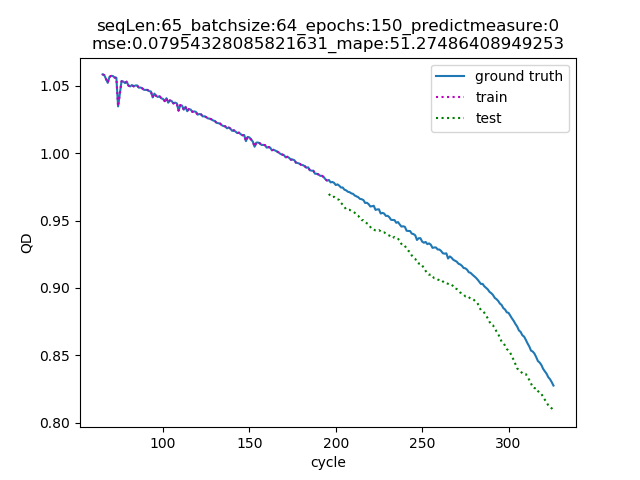 seqLen:65_batchsize:64_epochs:150_predictmeasure:0
mse:0.07954328085821631_mape:51.27486408949253
ground truth
train
test
1.05
1.00
0.95
0.90
0.85
0.80
QD
100 150 200 250 300
cycle